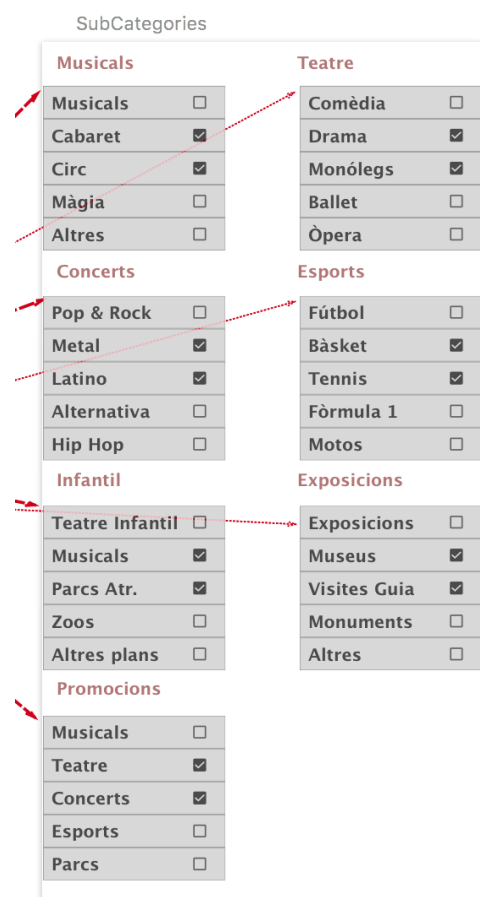 SubCategories
Musicals
Musicals
Cabaret
Circ
Màgia
Altres
Teatre
Comèdia
Drama
Monólegs
Ballet
Òpera
Concerts
Pop & Rock
Metal
Latino
Alternativa
Hip Hop
Esports
Fútbol
Bàsket
Tennis
Fòrmula 1
Motos
Infantil
Teatre Infantil
Musicals
Parcs Atr.
Zoos
Altres plans
Exposicions
Exposicions
Museus
Visites Guia
Monuments
Altres
Promocions
Musicals
Teatre
Concerts
Esports
Parcs